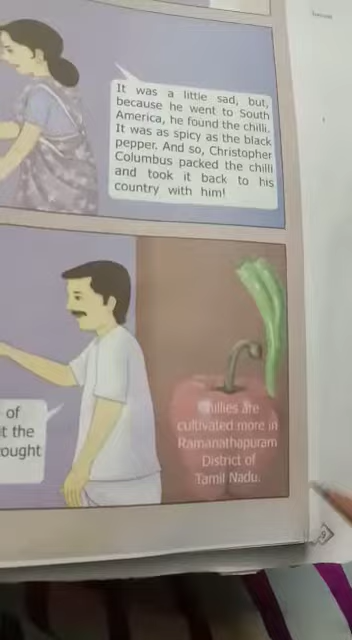 It was a little sad, but,
because he went to South
America, he found the chilli.
It was as spicy as the black
pepper. And so, Christopher
Columbus packed the chilli
and took it back to his
country with him!
of
it the
ought
Chillies are
cultivated more in
Ramanathapuram
District of
Tamil Nadu.